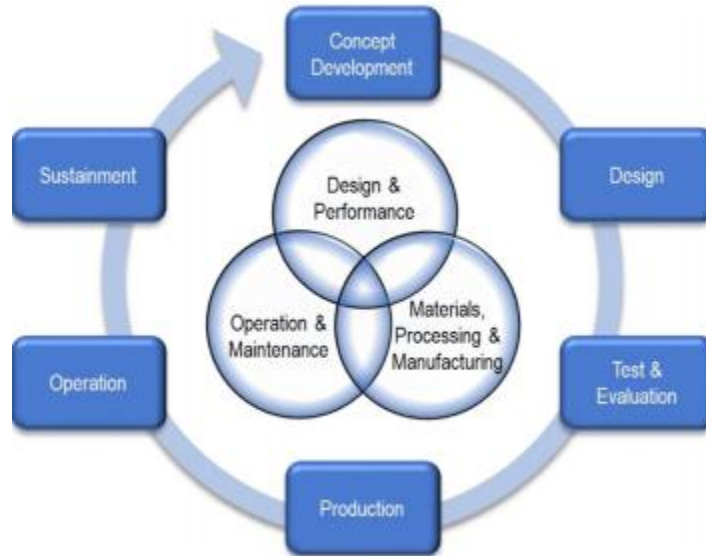 Concept
Development
Design
Test &
Evaluation
Production
Operation
Sustainment
Design &
Performance
Materials,
Processing &
Manufacturing
Operation &
Maintenance